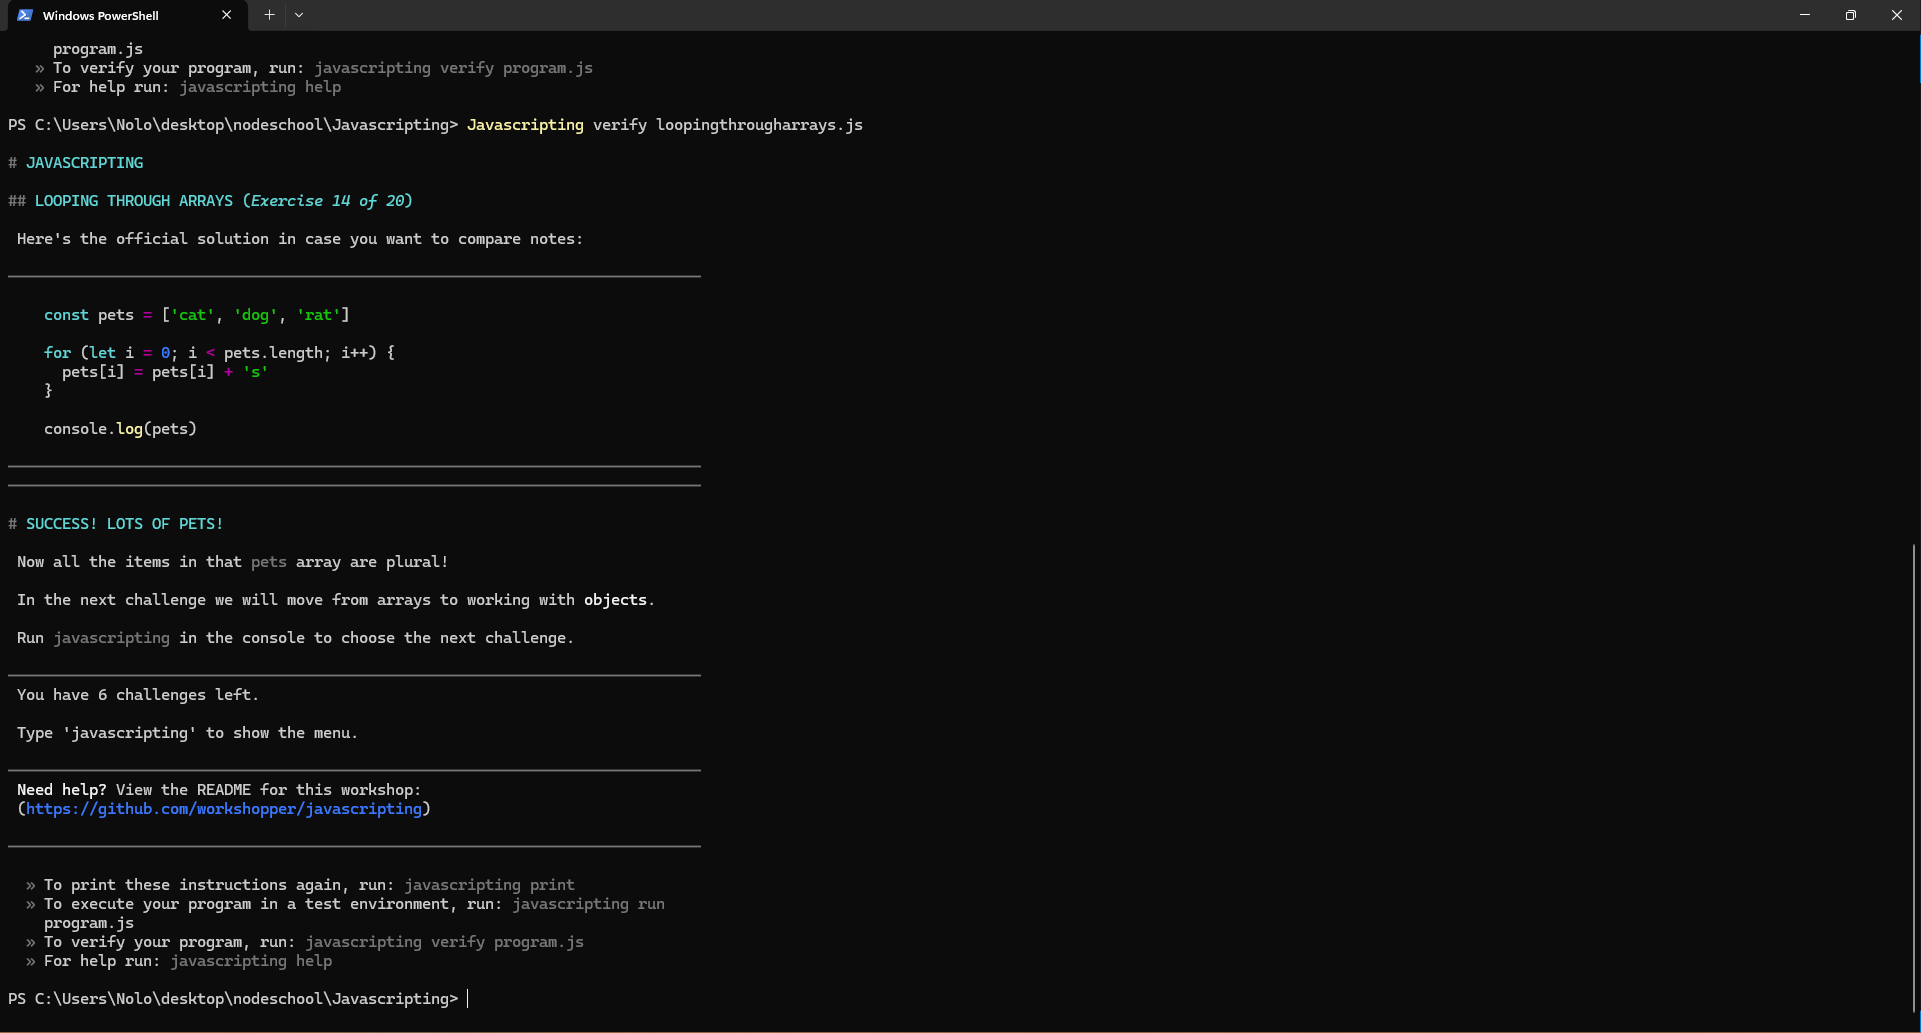 Windows PowerShell
program.js
» To verify your program, run: javascripting verify program.js
» For help run: javascripting help
PS C:\Users\Nolo\desktop\nodeschool\Javascripting> Javascripting verify loopingthrougharrays.js
# JAVASCRIPTING
## LOOPING THROUGH ARRAYS (Exercise 14 of 20)
Here's the official solution in case you want to compare notes:
const pets = ['cat', 'dog', 'rat']
for (let i = 0; i < pets.length; i++) {
pets[i] = pets[i] + 's'
}
console.log(pets)
# SUCCESS! LOTS OF PETS!
Now all the items in that pets array are plural!
In the next challenge we will move from arrays to working with objects.
Run javascripting in the console to choose the next challenge.
You have 6 challenges left.
Type 'javascripting' to show the menu.
Need help? View the README for this workshop:
(https://github.com/workshopper/javascripting)
» To print these instructions again, run: javascripting print
» To execute your program in a test environment, run: javascripting run
program.js
» To verify your program, run: javascripting verify program.js
» For help run: javascripting help
PS C:\Users\Nolo\desktop\nodeschool\Javascripting>